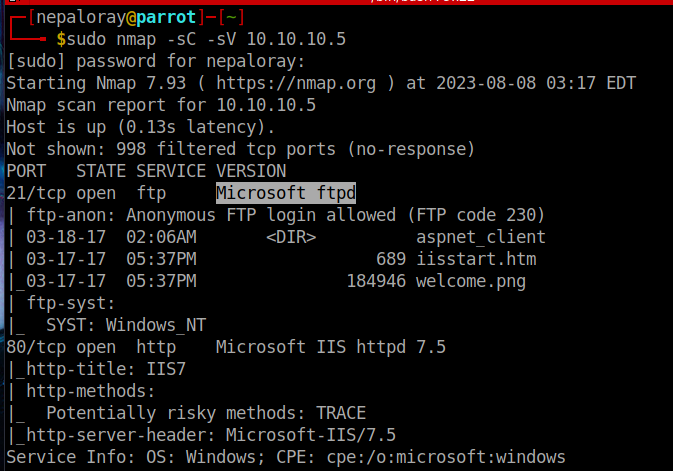 ┌─[nepaloray@parrot]─[~]
└──╼ $sudo nmap -sC -sV 10.10.10.5
[sudo] password for nepaloray:
Starting Nmap 7.93 ( https://nmap.org ) at 2023-08-08 03:17 EDT
Nmap scan report for 10.10.10.5
Host is up (0.13s latency).
Not shown: 998 filtered tcp ports (no-response)
PORT   STATE SERVICE VERSION
21/tcp open  ftp     Microsoft ftpd
| ftp-anon: Anonymous FTP login allowed (FTP code 230)
| 03-18-17  02:06AM       <DIR>          aspnet_client
| 03-17-17  05:37PM                  689 iisstart.htm
|_03-17-17  05:37PM               184946 welcome.png
| ftp-syst:
|_  SYST: Windows_NT
80/tcp open  http    Microsoft IIS httpd 7.5
|_http-title: IIS7
| http-methods:
|_  Potentially risky methods: TRACE
|_http-server-header: Microsoft-IIS/7.5
Service Info: OS: Windows; CPE: cpe:/o:microsoft:windows